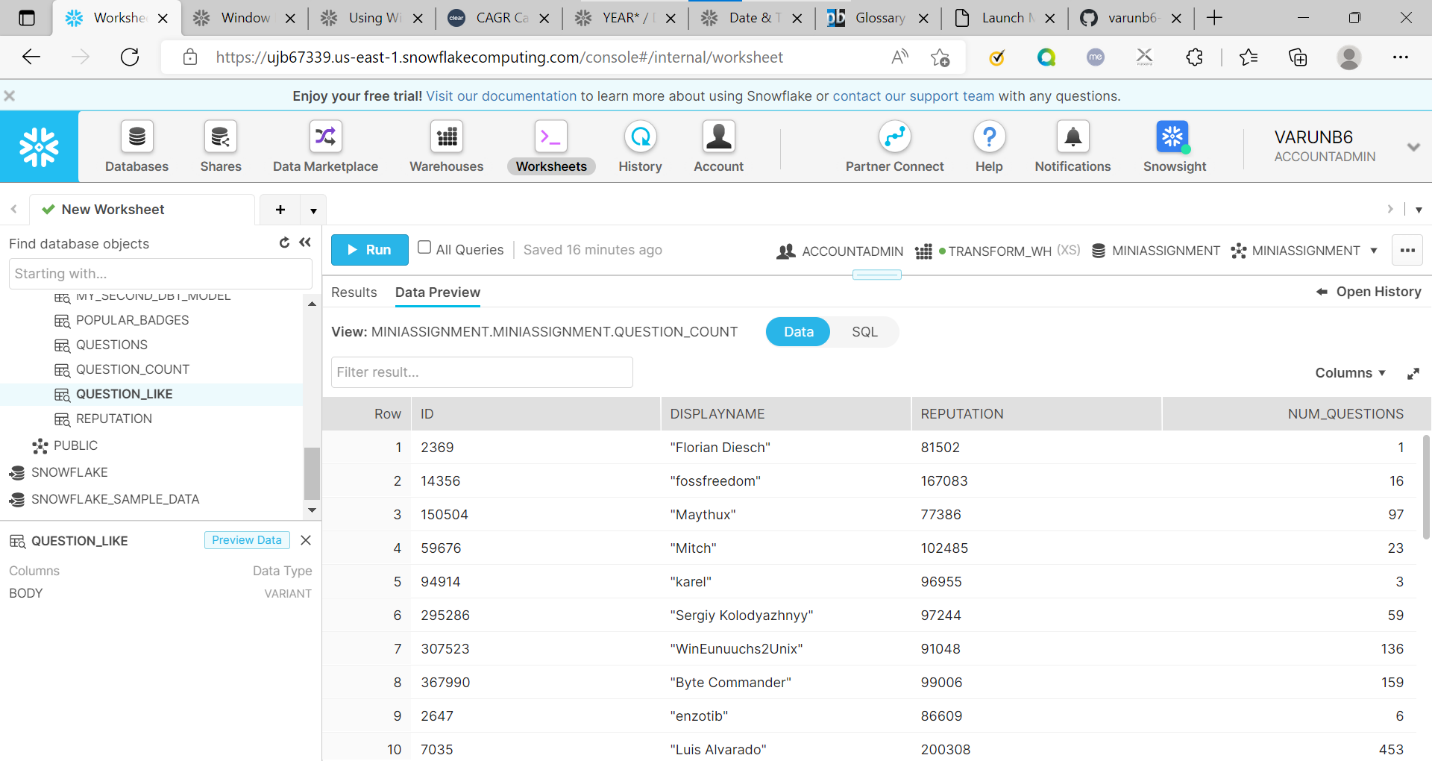 Workshee
Window
Using Wi
CAGR Ca
YEAR* / D
Date & T
Glossary
Launch M
varunb6-
https://ujb67339.us-east-1.snowflakecomputing.com/console#/internal/worksheet
Enjoy your free trial! Visit our documentation to learn more about using Snowflake or contact our support team with any questions.
Databases Shares Data Marketplace Warehouses Worksheets History Account Partner Connect Help Notifications Snowsight
VARUNB6
ACCOUNTADMIN
New Worksheet
Find database objects
Starting with...
MY_SECOND_DBT_MODEL
POPULAR_BADGES
QUESTIONS
QUESTION_COUNT
QUESTION_LIKE
REPUTATION
PUBLIC
SNOWFLAKE
SNOWFLAKE_SAMPLE_DATA
QUESTION_LIKE Preview Data
Columns Data Type
BODY VARIANT
Run All Queries Saved 16 minutes ago ACCOUNTADMIN TRANSFORM_WH (XS) MINIASSIGNMENT MINIASSIGNMENT
Results Data Preview Open History
View: MINIASSIGNMENT.MINIASSIGNMENT.QUESTION_COUNT Data SQL
Filter result...
Columns
Row ID DISPLAYNAME REPUTATION NUM_QUESTIONS
1 2369 "Florian Diesch" 81502 1
2 14356 "fossfreedom" 167083 16
3 150504 "Maythux" 77386 97
4 59676 "Mitch" 102485 23
5 94914 "karel" 96955 3
6 295286 "Sergiy Kolodyazhnyy" 97244 59
7 307523 "WinEunuuchs2Unix" 91048 136
8 367990 "Byte Commander" 99006 159
9 2647 "enzotib" 86609 6
10 7035 "Luis Alvarado" 200308 453